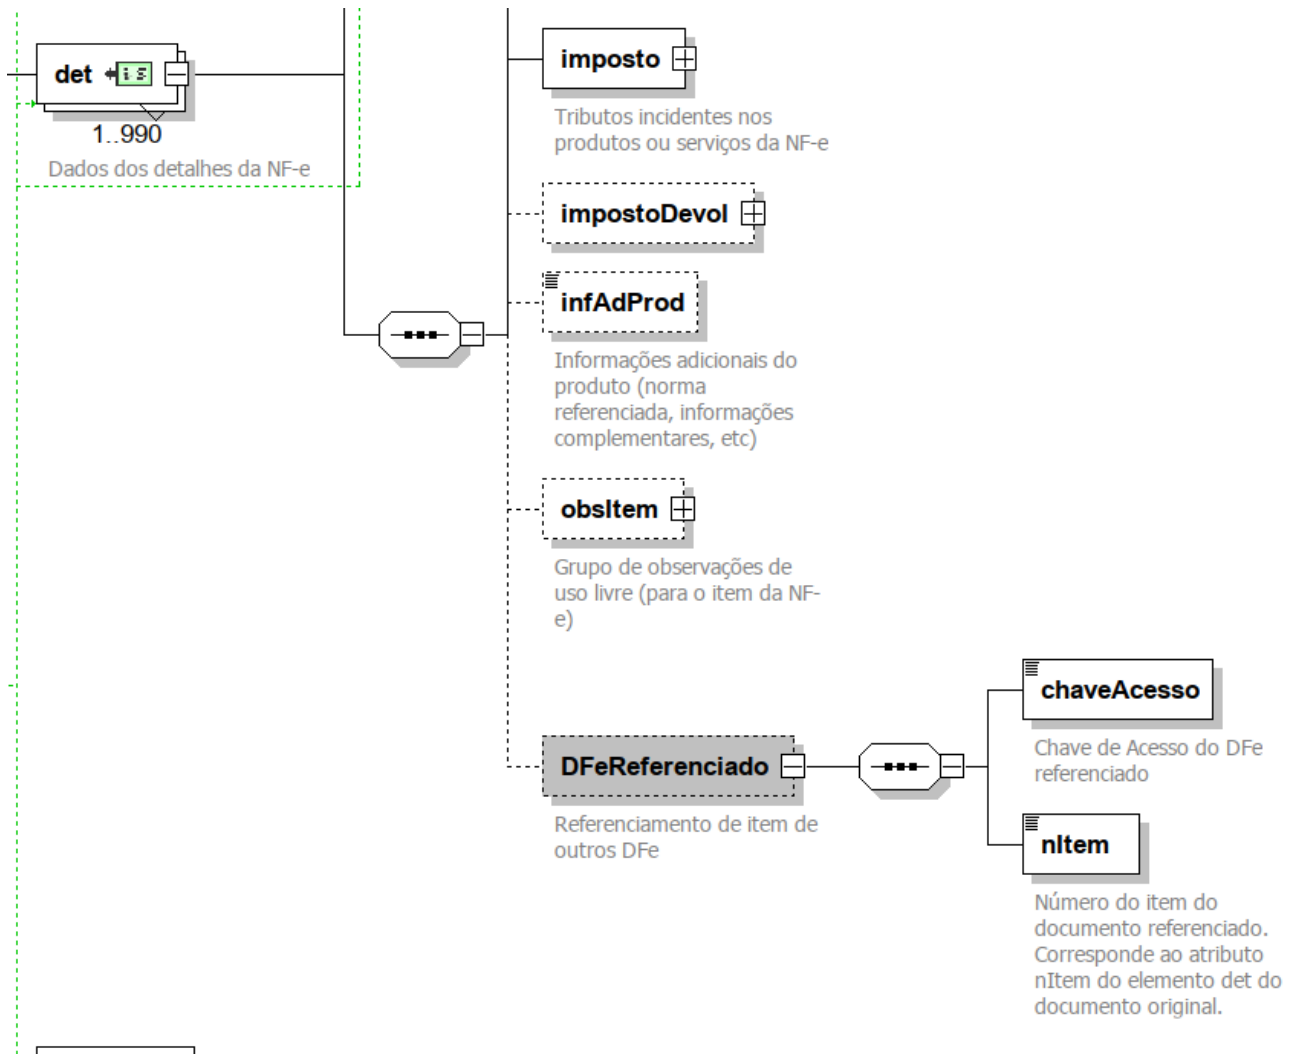 det
1..990
Dados dos detalhes da NF-e
imposto
Tributos incidentes nos
produtos ou serviços da NF-e
impostoDevol
infAdProd
Informações adicionais do
produto (norma
referenciada, informações
complementares, etc)
obsItem
Grupo de observações de
uso livre (para o item da NF-
e)
DFeReferenciado
Referenciamento de item de
outros DFe
chaveAcesso
Chave de Acesso do DFe
referenciado
nItem
Número do item do
documento referenciado.
Corresponde ao atributo
nItem do elemento det do
documento original.